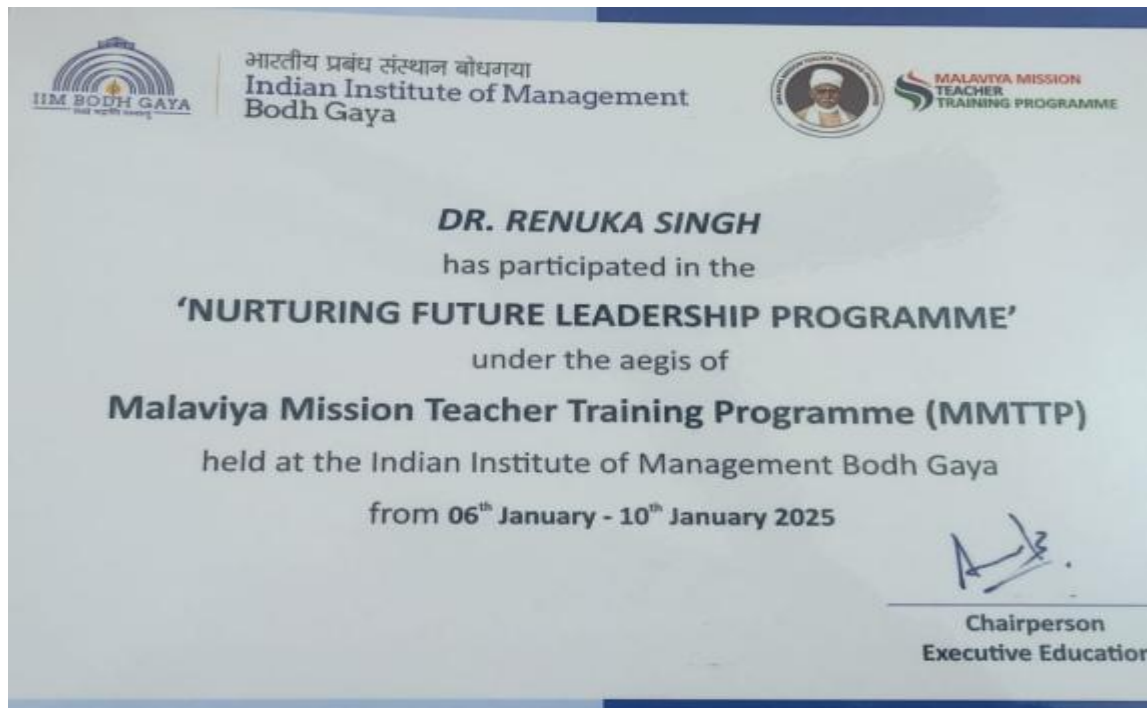 भारतीय प्रबंध संस्थान बोधगया
Indian Institute of Management
Bodh Gaya
IIM BODH GAYA
MALAVIYA MISSION
TEACHER
TRAINING PROGRAMME
DR. RENUKA SINGH
has participated in the
‘NURTURING FUTURE LEADERSHIP PROGRAMME’
under the aegis of
Malaviya Mission Teacher Training Programme (MMTTP)
held at the Indian Institute of Management Bodh Gaya
from 06th January - 10th January 2025
Chairperson
Executive Education